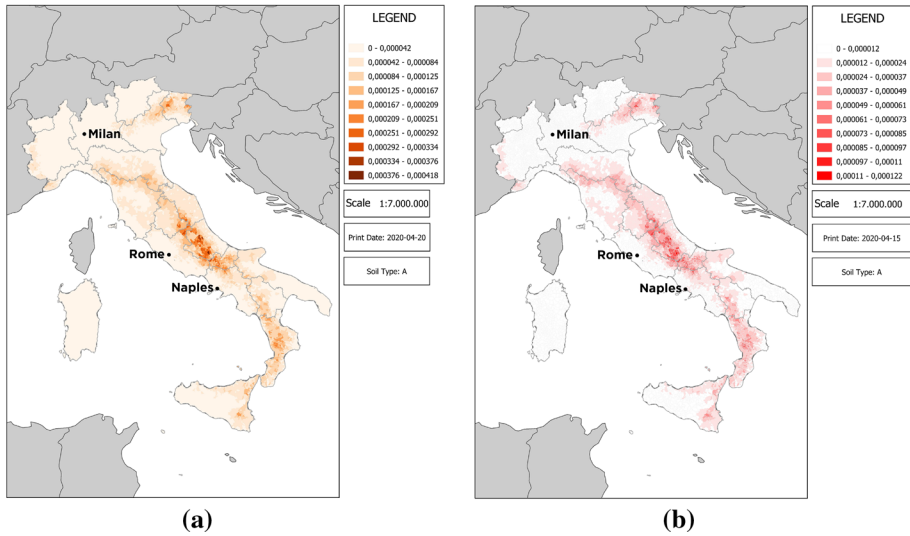 LEGEND
0 - 0,000042
0,000042 - 0,000084
0,000084 - 0,000125
0,000125 - 0,000167
0,000167 - 0,000209
0,000209 - 0,000251
0,000251 - 0,000292
0,000292 - 0,000334
0,000334 - 0,000376
0,000376 - 0,000418
Scale 1:7.000.000
Print Date: 2020-04-20
Soil Type: A
Milan
Rome
Naples
(a)
LEGEND
0 - 0,000012
0,000012 - 0,000024
0,000024 - 0,000037
0,000037 - 0,000049
0,000049 - 0,000061
0,000061 - 0,000073
0,000073 - 0,000085
0,000085 - 0,000097
0,000097 - 0,00011
0,00011 - 0,000122
Scale 1:7.000.000
Print Date: 2020-04-15
Soil Type: A
Milan
Rome
Naples
(b)